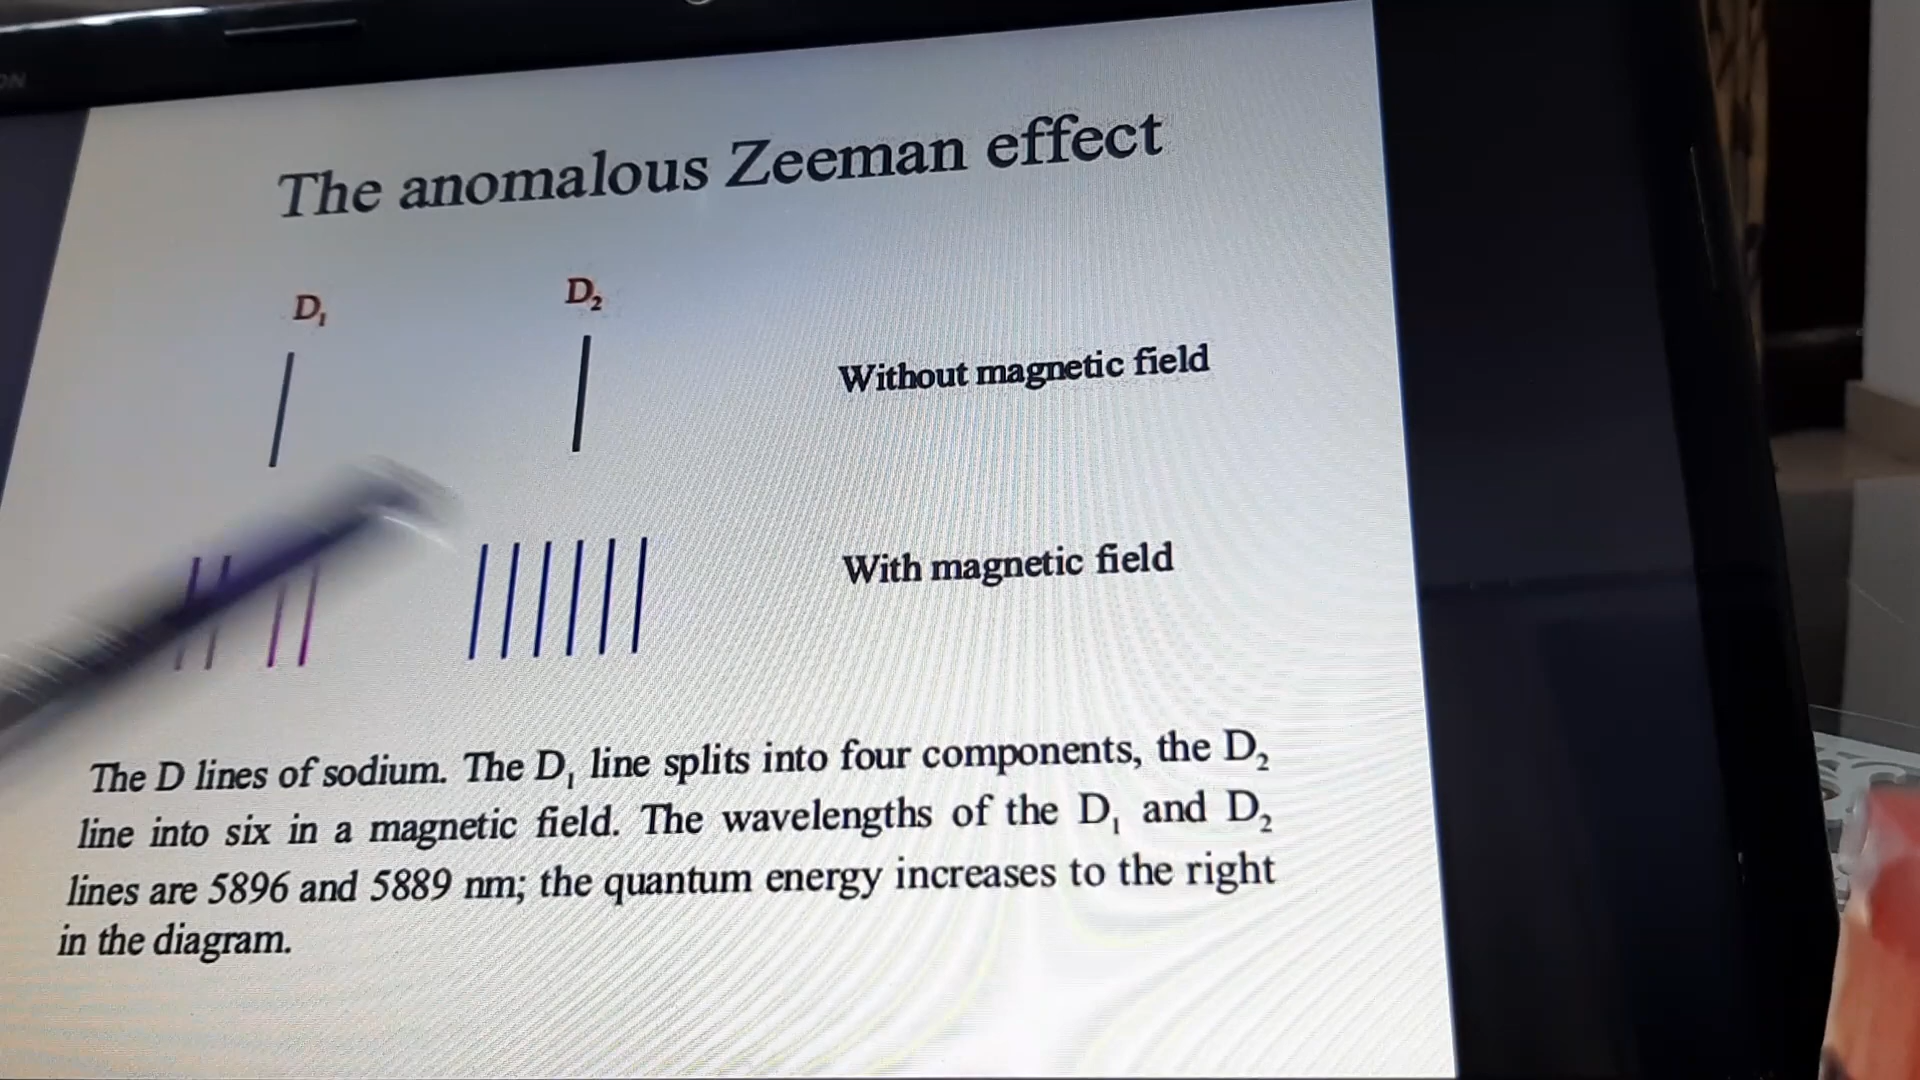 The anomalous Zeeman effect
D₁ D₂
Without magnetic field
With magnetic field
The D lines of sodium. The D₁ line splits into four components, the D₂
line into six in a magnetic field. The wavelengths of the D₁ and D₂
lines are 5896 and 5889 nm; the quantum energy increases to the right
in the diagram.